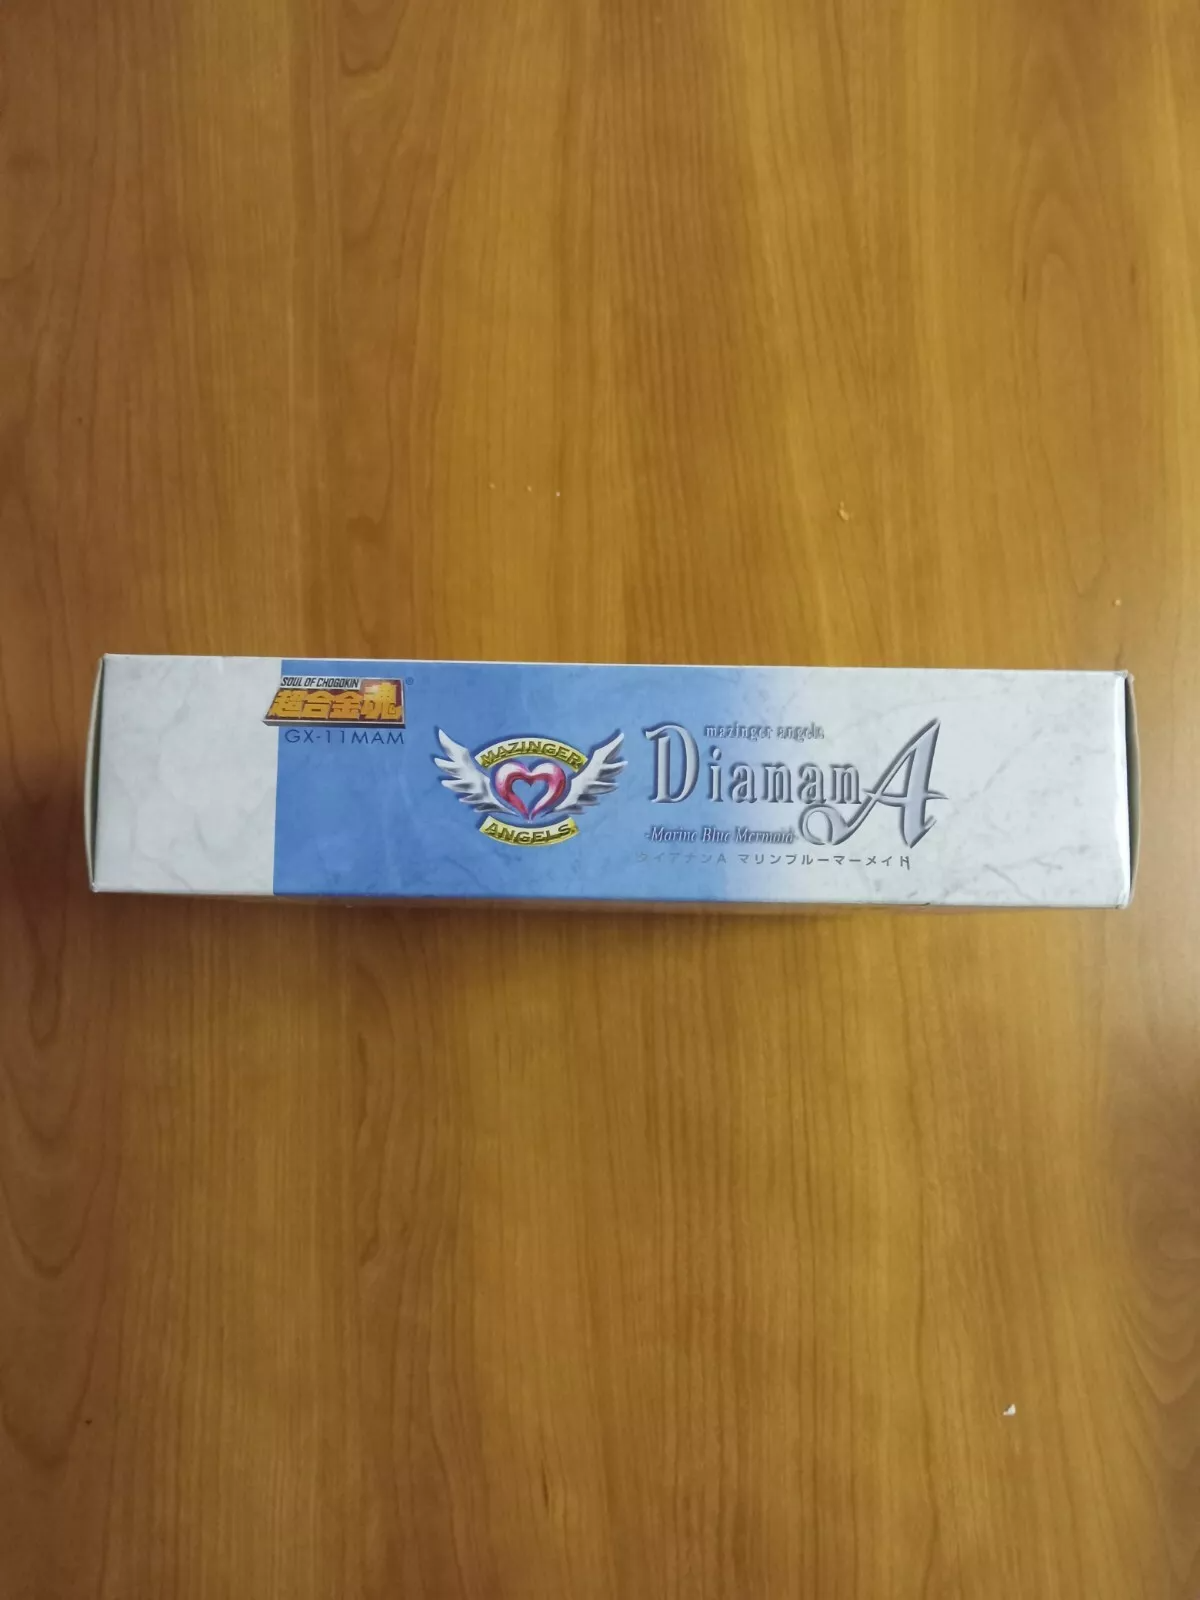 SOUL OF CHOGOKIN
超合金魂®
GX-11MAM
MAZINGER
ANGELS
mazinger angels
Dianan A
-Marine Blue Mermaid-
ダイアナンA マリンブルーマーメイド